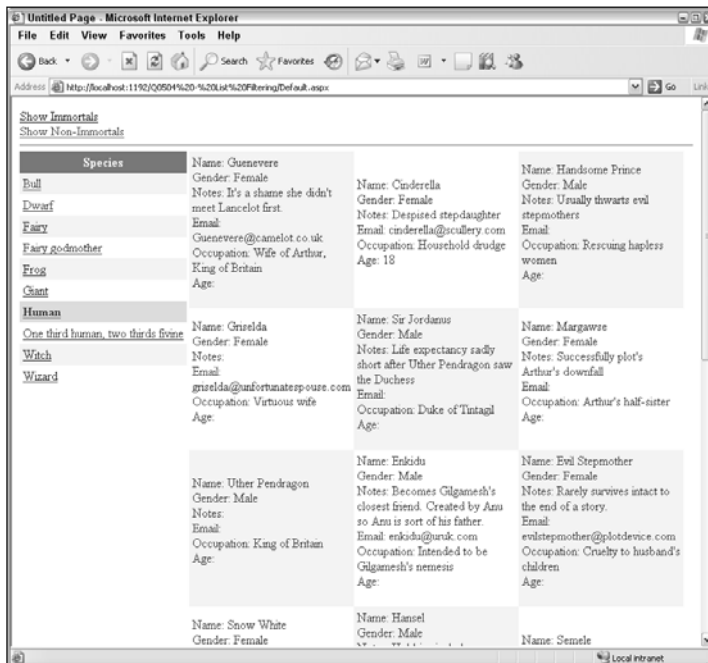 Untitled Page - Microsoft Internet Explorer
File Edit View Favorites Tools Help
Back Search Favorites
Address http://localhost:1192/Q0504%20-%20List%20Filtering/Default.aspx Go Link
Show Immortals
Show Non-Immortals
Species
Bull
Dwarf
Fairy
Fairy godmother
Frog
Giant
Human
One third human, two thirds fivine
Witch
Wizard
Name: Guenevere
Gender: Female
Notes: It's a shame she didn't
meet Lancelot first.
Email:
Guenevere@camelot.co.uk
Occupation: Wife of Arthur,
King of Britain
Age:
Name: Cinderella
Gender: Female
Notes: Despised stepdaughter
Email: cinderella@scullery.com
Occupation: Household drudge
Age: 18
Name: Handsome Prince
Gender: Male
Notes: Usually thwarts evil
stepmothers
Email:
Occupation: Rescuing hapless
women
Age:
Name: Griselda
Gender: Female
Notes:
Email:
griselda@unfortunatespouse.com
Occupation: Virtuous wife
Age:
Name: Sir Jordanus
Gender: Male
Notes: Life expectancy sadly
short after Uther Pendragon saw
the Duchess
Email:
Occupation: Duke of Tintagil
Age:
Name: Margawse
Gender: Female
Notes: Successfully plot's
Arthur's downfall
Email:
Occupation: Arthur's half-sister
Age:
Name: Uther Pendragon
Gender: Male
Notes:
Email:
Occupation: King of Britain
Age:
Name: Enkidu
Gender: Male
Notes: Becomes Gilgamesh's
closest friend. Created by Anu
so Anu is sort of his father.
Email: enkidu@uruk.com
Occupation: Intended to be
Gilgamesh's nemesis
Age:
Name: Evil Stepmother
Gender: Female
Notes: Rarely survives intact to
the end of a story.
Email:
evilstepmother@plotdevice.com
Occupation: Cruelty to husband's
children
Age:
Name: Snow White
Gender: Female
Name: Hansel
Gender: Male
Name: Semele
Local intranet